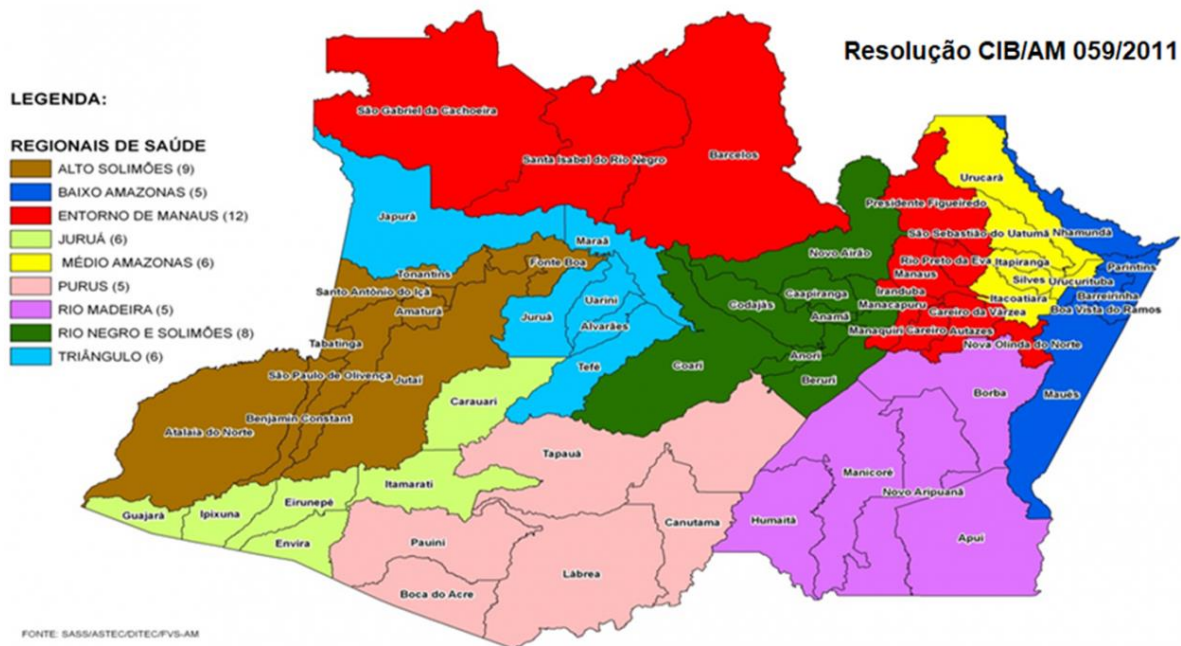 Resolução CIB/AM 059/2011
LEGENDA:
REGIONAIS DE SAÚDE
ALTO SOLIMÕES (9)
BAIXO AMAZONAS (5)
ENTORNO DE MANAUS (12)
JURUÁ (6)
MÉDIO AMAZONAS (6)
PURUS (5)
RIO MADEIRA (5)
RIO NEGRO E SOLIMÕES (8)
TRIÂNGULO (6)
São Gabriel da Cachoeira
Santa Isabel do Rio Negro
Barcelos
Japurá
Maraã
Tonantins
Fonte Boa
Santo Antônio do Içá
Amaturá
Tabatinga
São Paulo de Olivença
Jutaí
Benjamin Constant
Atalaia do Norte
Juruá
Uarini
Alvarães
Tefé
Carauari
Novo Airão
Codajás
Caapiranga
Anamã
Manacapuru
Coari
Anori
Beruri
Urucará
Presidente Figueiredo
São Sebastião do Uatumã
Nhamunda
Rio Preto da Eva
Itapiranga
Parintins
Manaus
Silves
Urucurituba
Iranduba
Itacoatiara
Barreirinha
Careiro da Várzea
Boa Vista do Ramos
Manaquiri
Careiro
Autazes
Nova Olinda do Norte
Maués
Borba
Manicoré
Novo Aripuanã
Humaitá
Apuí
Tapauá
Canutama
Itamarati
Guajará
Ipixuna
Eirunepé
Envira
Pauini
Lábrea
Boca do Acre
FONTE: SASS/ASTEC/DITEC/FVS-AM